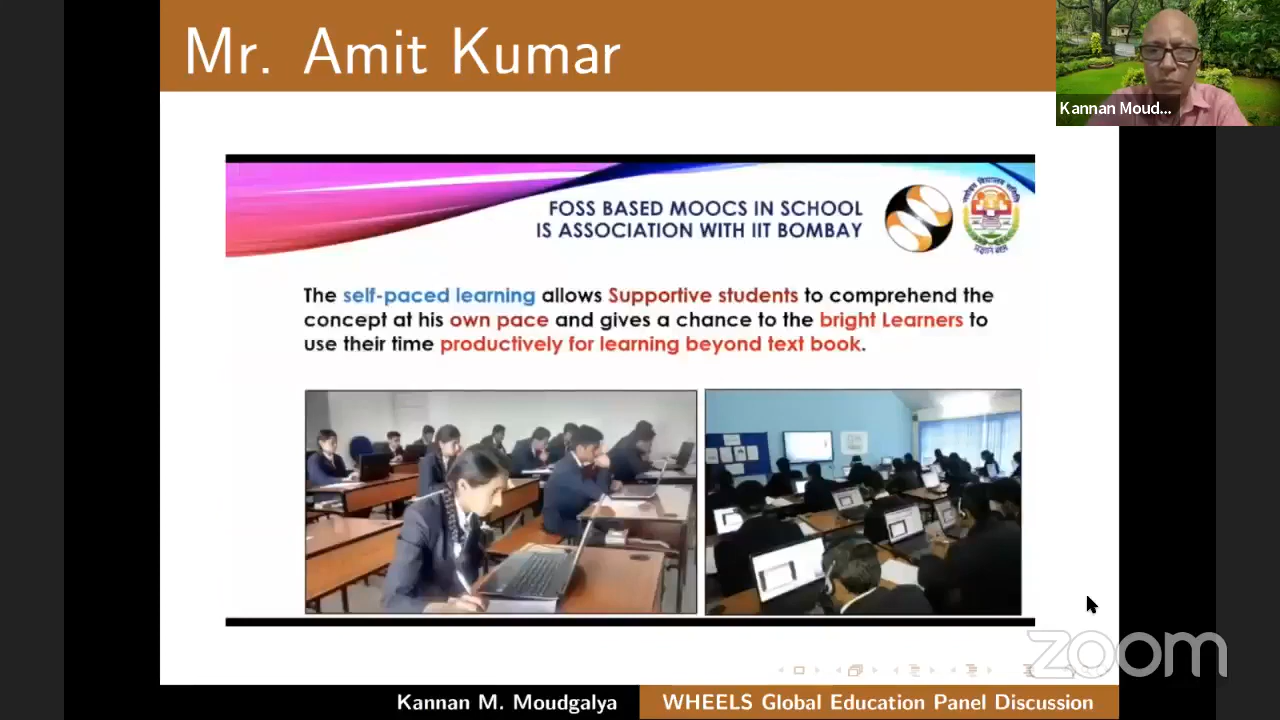 Mr. Amit Kumar
Kannan Moud...
FOSS BASED MOOCS IN SCHOOL
IS ASSOCIATION WITH IIT BOMBAY
The self-paced learning allows Supportive students to comprehend the
concept at his own pace and gives a chance to the bright Learners to
use their time productively for learning beyond text book.
zoom
Kannan M. Moudgalya
WHEELS Global Education Panel Discussion